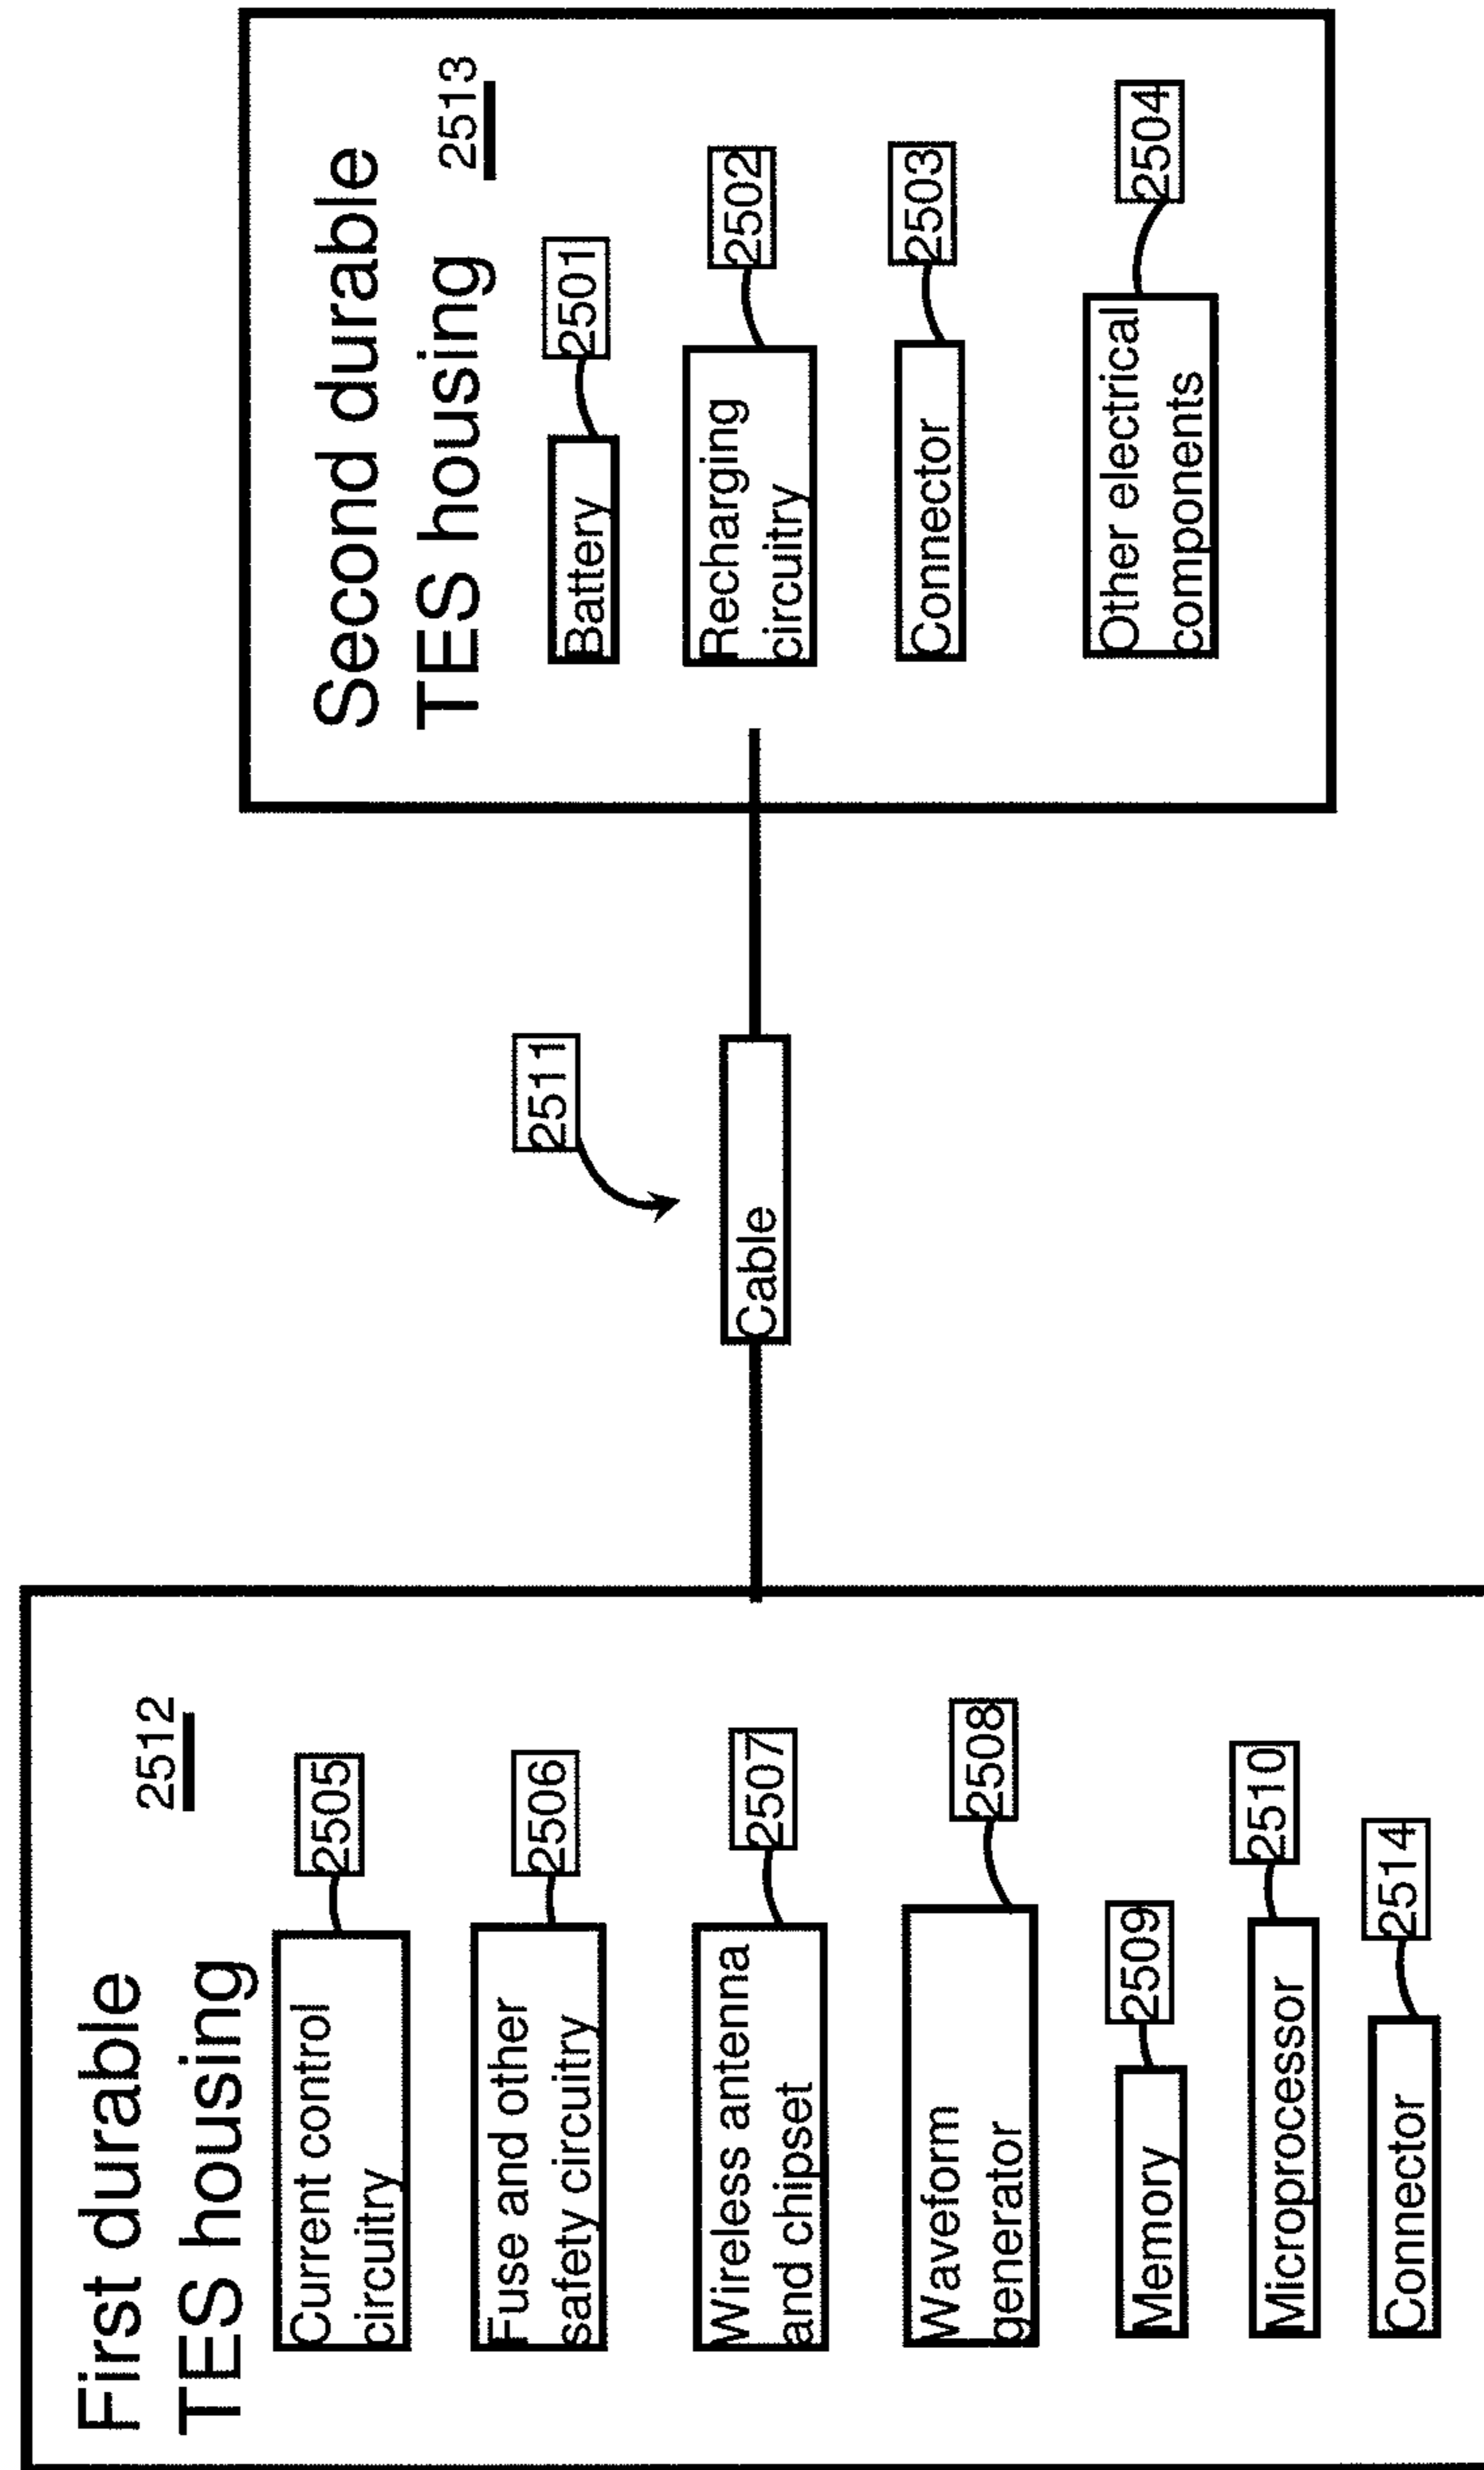 First durable
TES housing
2512
Current control
circuitry
2505
Fuse and other
safety circuitry
2506
Wireless antenna
and chipset
2507
Waveform
generator
2508
Memory
2509
Microprocessor
2510
Connector
2514
Cable
2511
Second durable
TES housing
2513
Battery
2501
Recharging
circuitry
2502
Connector
2503
Other electrical
components
2504